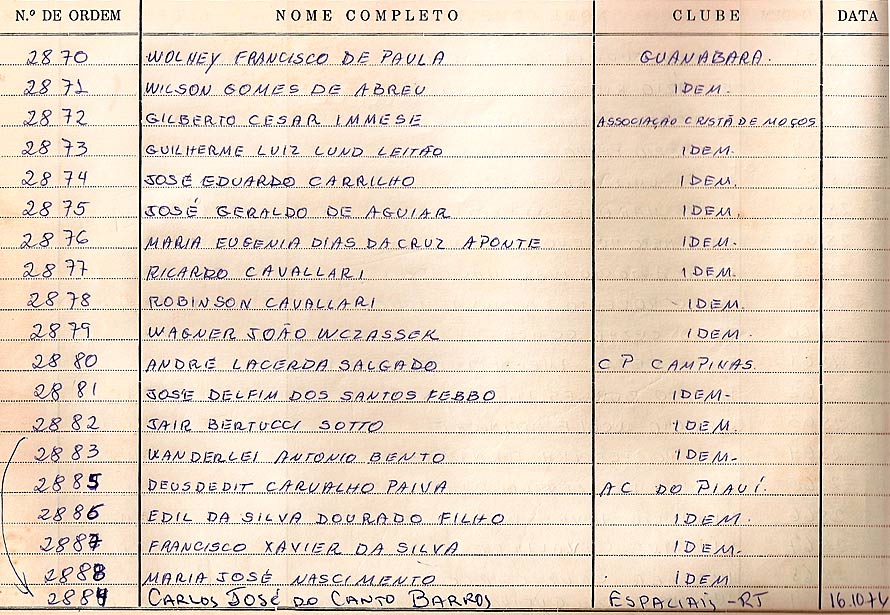 N.º DE ORDEM NOME COMPLETO CLUBE DATA
2870 WOLNEY FRANCISCO DE PAULA GUANABARA.
2871 WILSON GOMES DE ABREU IDEM.
2872 GILBERTO CESAR IMMESE ASSOCIAÇÃO CRISTÃ DE MOÇOS
2873 GUILHERME LUIZ LUND LEITÃO IDEM.
2874 JOSÉ EDUARDO CARRILHO IDEM.
2875 JOSÉ GERALDO DE AGUIAR IDEM.
2876 MARIA EUGENIA DIAS DA CRUZ APONTE IDEM.
2877 RICARDO CAVALLARI IDEM.
2878 ROBINSON CAVALLARI IDEM.
2879 WAGNER JOÃO WCZASSEK IDEM.
2880 ANDRÉ LACERDA SALGADO CP CAMPINAS.
2881 JOSÉ DELFIM DOS SANTOS FEBBO IDEM-
2882 JAIR BERTUCCI SOTTO IDEM.
2883 WANDERLEI ANTONIO BENTO IDEM-
2885 DEUSDEDIT CARVALHO PAIVA AC DO PIAUÍ.
2886 EDIL DA SILVA DOURADO FILHO IDEM.
2887 FRANCISCO XAVIER DA SILVA IDEM.
2888 MARIA JOSÉ NASCIMENTO IDEM
2884 CARLOS JOSÉ DO CANTO BARROS ESPACIAIS -RJ